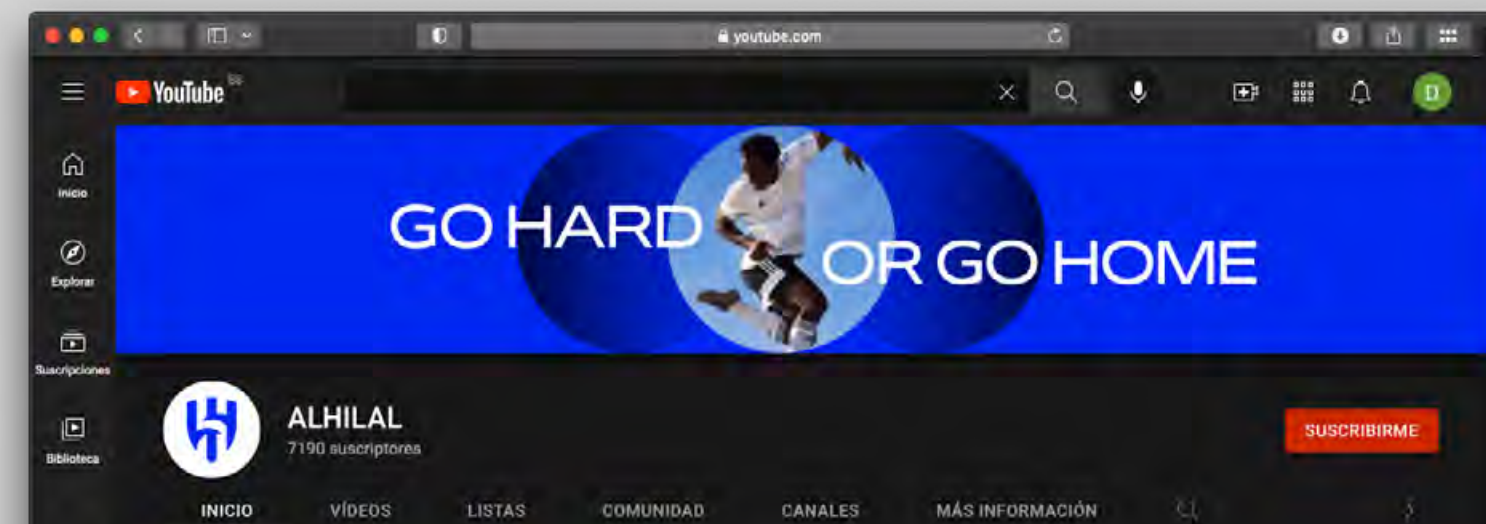 youtube.com
YouTube
D
Inicio
Explorar
Suscripciones
Biblioteca
GO HARD
OR GO HOME
ALHILAL
7190 suscriptores
SUSCRIBIRME
INICIO VÍDEOS LISTAS COMUNIDAD CANALES MÁS INFORMACIÓN